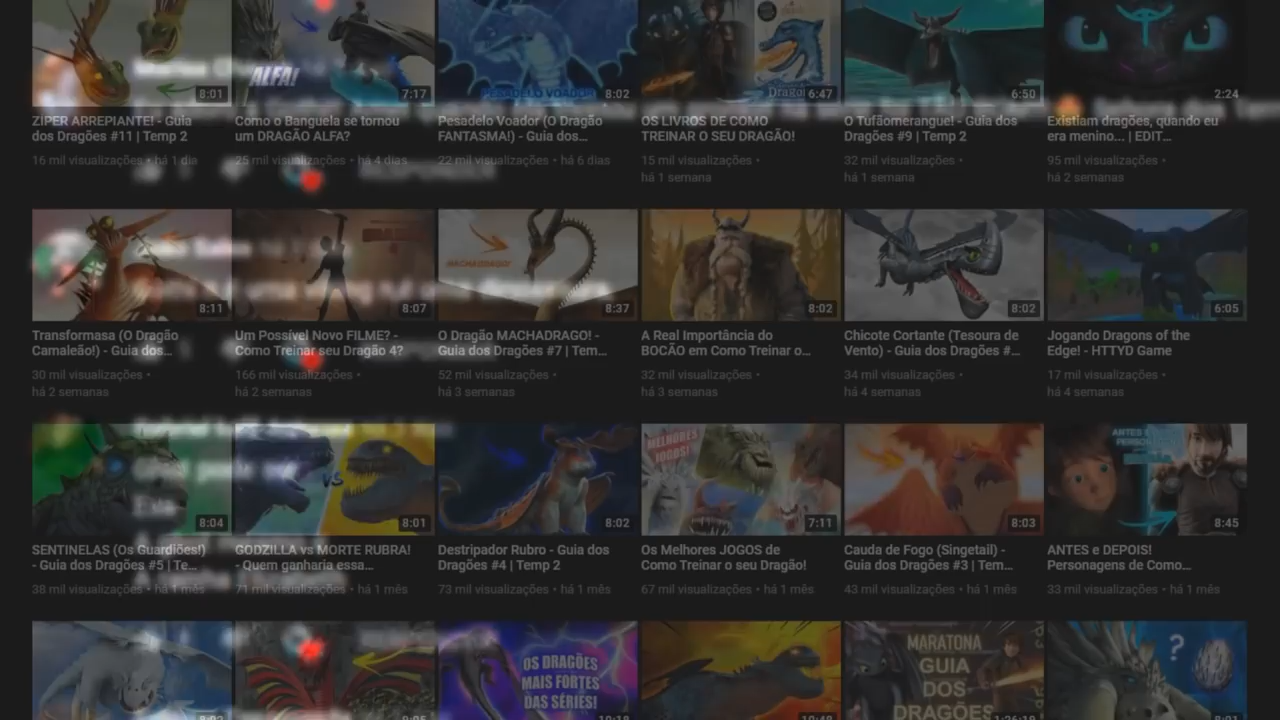 ALFA!
PESADELO VOADOR
8:01
7:17
8:02
6:47
6:50
2:24
ZÍPER ARREPIANTE! - Guia
dos Dragões #11 | Temp 2
16 mil visualizações • há 1 dia
Como o Banguela se tornou
um DRAGÃO ALFA?
25 mil visualizações • há 4 dias
Pesadelo Voador (O Dragão
FANTASMA!) - Guia dos...
22 mil visualizações • há 6 dias
OS LIVROS DE COMO
TREINAR O SEU DRAGÃO!
15 mil visualizações •
há 1 semana
O Tufãomerangue! - Guia dos
Dragões #9 | Temp 2
32 mil visualizações •
há 1 semana
Existiam dragões, quando eu
era menino... | EDIT...
95 mil visualizações •
há 2 semanas
MACHADRAGO!
8:11
8:07
8:37
8:02
8:02
6:05
Transformasa (O Dragão
Camaleão!) - Guia dos...
30 mil visualizações •
há 2 semanas
Um Possível Novo FILME? -
Como Treinar seu Dragão 4?
166 mil visualizações •
há 2 semanas
O Dragão MACHADRAGO! -
Guia dos Dragões #7 | Tem...
52 mil visualizações •
há 3 semanas
A Real Importância do
BOCÃO em Como Treinar o...
32 mil visualizações •
há 3 semanas
Chicote Cortante (Tesoura de
Vento) - Guia dos Dragões #...
34 mil visualizações •
há 4 semanas
Jogando Dragons of the
Edge! - HTTYD Game
17 mil visualizações •
há 4 semanas
VS
MELHORES
JOGOS!
8:04
8:01
8:02
7:11
8:03
8:45
SENTINELAS (Os Guardiões!)
- Guia dos Dragões #5 | Te...
38 mil visualizações • há 1 mês
GODZILLA vs MORTE RUBRA!
- Quem ganharia essa...
71 mil visualizações • há 1 mês
Destripador Rubro - Guia dos
Dragões #4 | Temp 2
73 mil visualizações • há 1 mês
Os Melhores JOGOS de
Como Treinar o seu Dragão!
67 mil visualizações • há 1 mês
Cauda de Fogo (Singetail) -
Guia dos Dragões #3 | Tem...
43 mil visualizações • há 1 mês
ANTES e DEPOIS!
Personagens de Como...
33 mil visualizações • há 1 mês
OS DRAGÕES
MAIS FORTES
DAS SÉRIES!
MARATONA
GUIA
DOS
DRAGÕES
?